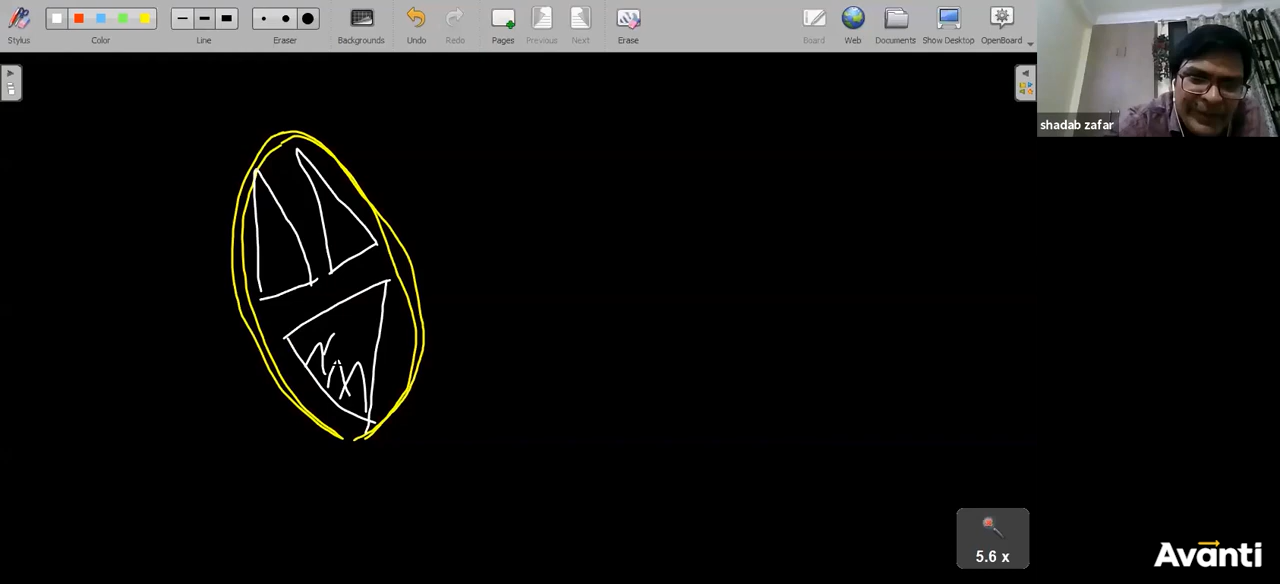 Stylus Color Line Eraser Backgrounds Undo Redo Pages Previous Next Erase Board Web Documents Show Desktop OpenBoard
shadab zafar
5.6 x
Avanti